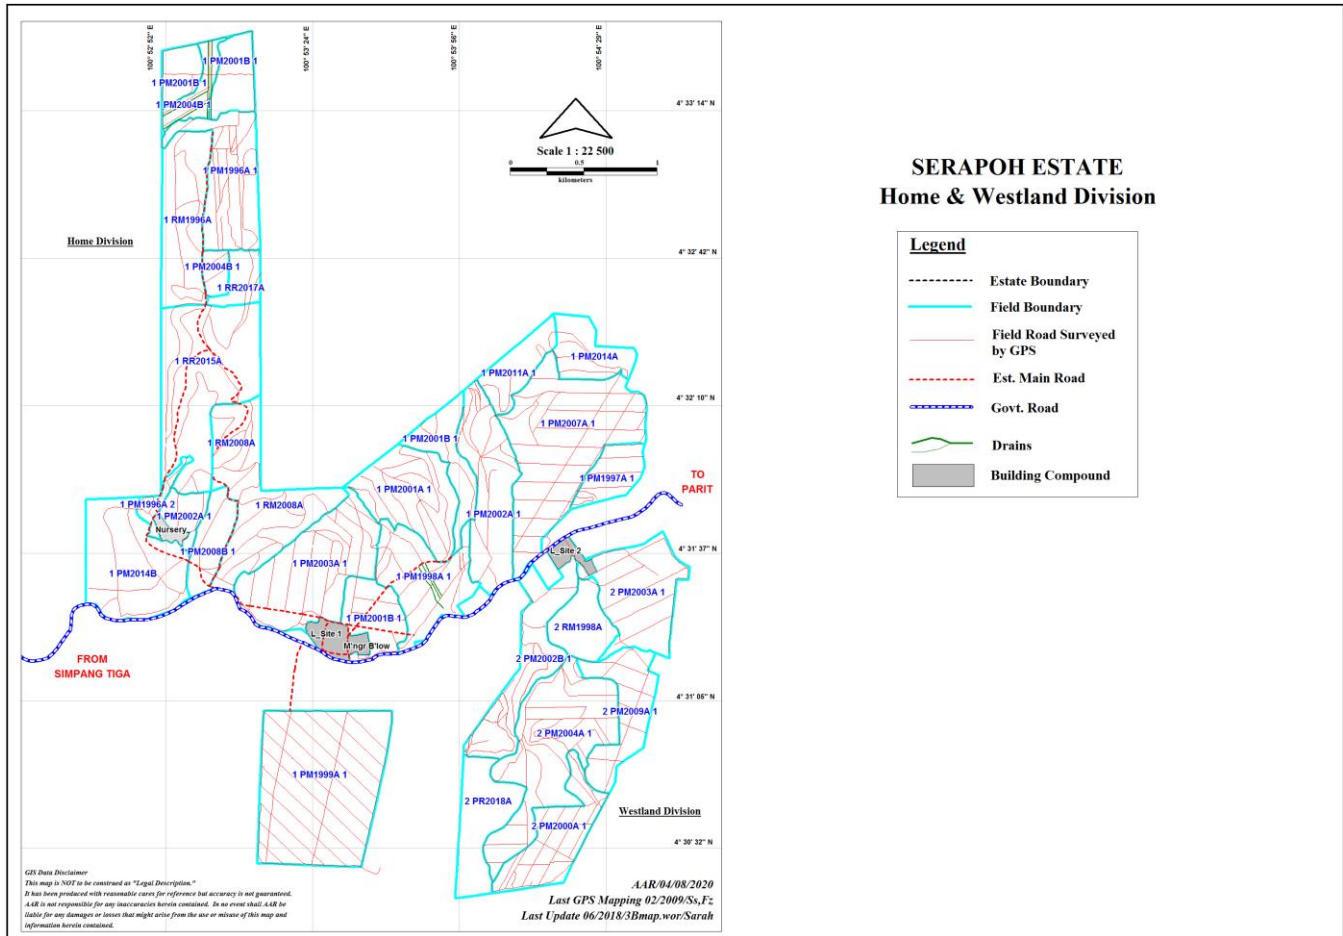 100° 52' 52'' E
100° 53' 24'' E
100° 53' 56'' E
100° 54' 29'' E
1 PM2001B 1
1 PM2001B 1
1 PM2004B 1
4° 33' 14'' N
Scale 1 : 22 500
0 0.5 1
kilometers
SERAPOH ESTATE
Home & Westland Division
1 PM1996A 1
1 RM1996A
Home Division
4° 32' 42'' N
1 PM2004B 1
1 RR2017A
Legend
Estate Boundary
Field Boundary
Field Road Surveyed
by GPS
Est. Main Road
Govt. Road
Drains
Building Compound
1 RR2015A
1 PM2014A
1 PM2011A 1
4° 32' 10'' N
1 PM2007A 1
1 PM2001B 1
1 RM2008A
TO
PARIT
1 PM1997A 1
1 PM2001A 1
1 PM1996A 2
1 RM2008A
1 PM2002A 1
1 PM2002A 1
Nursery
1 PM2008B 1
L_Site 2
4° 31' 37'' N
1 PM2003A 1
1 PM2014B
1 PM1998A 1
2 PM2003A 1
1 PM2001B 1
2 RM1998A
L_Site 1
M'ngr B'low
FROM
SIMPANG TIGA
2 PM2002B 1
4° 31' 05'' N
2 PM2009A 1
2 PM2004A 1
1 PM1999A 1
2 PR2018A
Westland Division
2 PM2000A 1
4° 30' 32'' N
GIS Data Disclaimer
This map is NOT to be construed as "Legal Description."
It has been produced with reasonable cares for reference but accuracy is not guaranteed.
AAR is not responsible for any inaccuracies herein contained. In no event shall AAR be
liable for any damages or losses that might arise from the use or misuse of this map and
information herein contained.
AAR/04/08/2020
Last GPS Mapping 02/2009/Ss,Fz
Last Update 06/2018/3Bmap.wor/Sarah